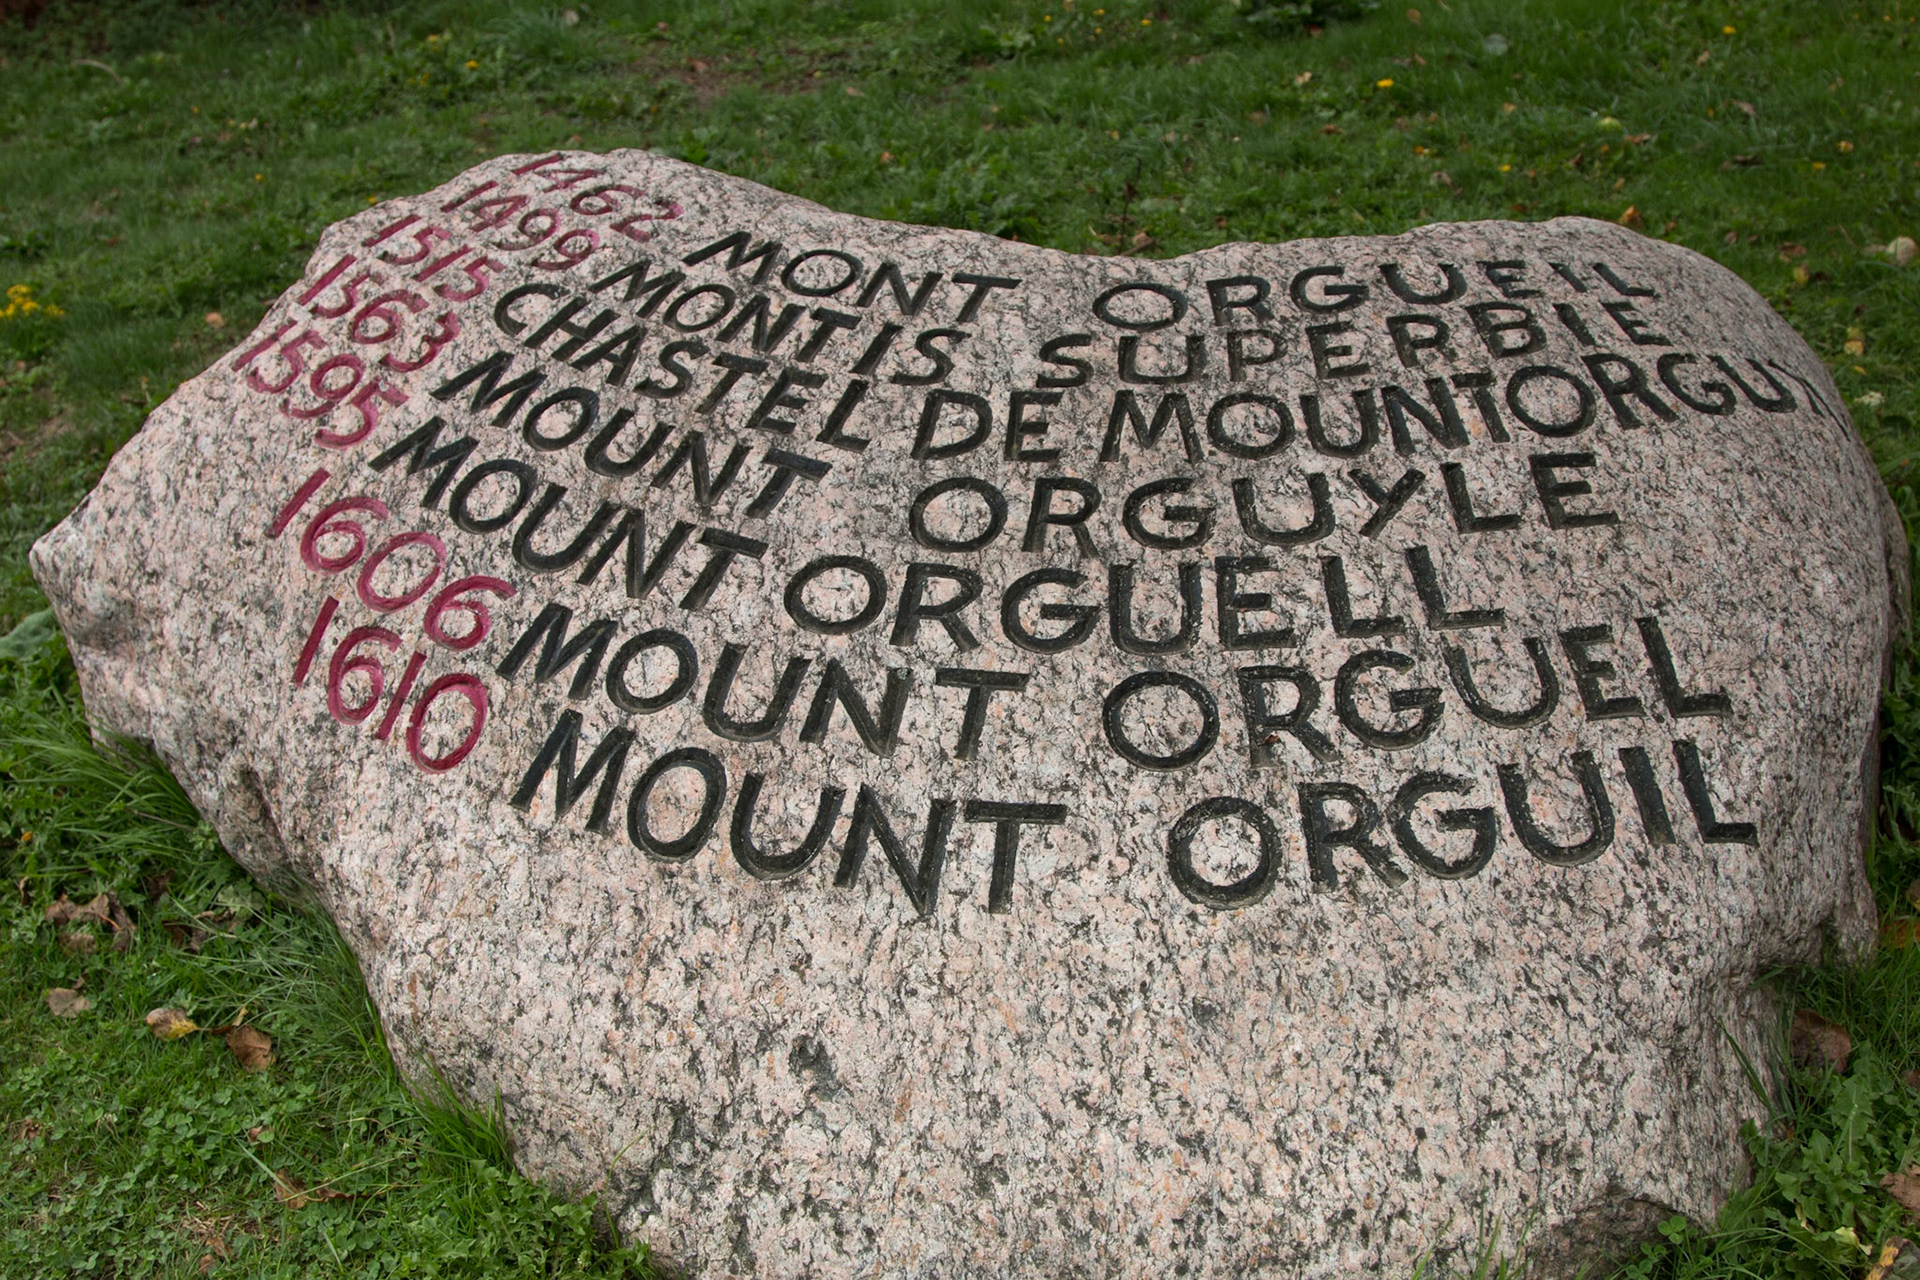 1462 MONT ORGUEIL
1499 MONTIS SUPERBIE
1515 CHASTEL DE MOUNTORGUY
1563 MOUNT ORGUYLE
1595 MOUNT ORGUELL
1606 MOUNT ORGUEL
1610 MOUNT ORGUIL